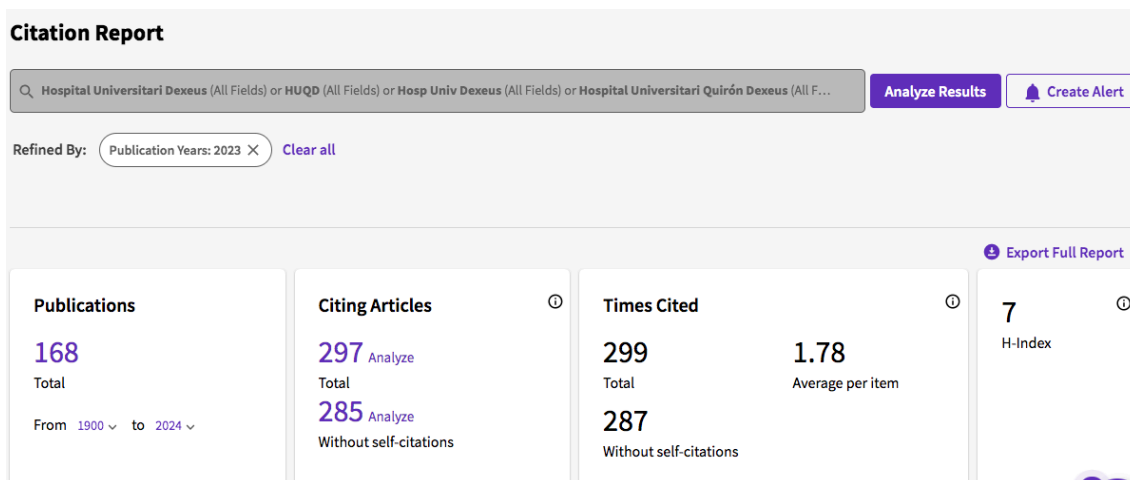 Citation Report
Hospital Universitari Dexeus (All Fields) or HUQD (All Fields) or Hosp Univ Dexeus (All Fields) or Hospital Universitari Quirón Dexeus (All F...
Analyze Results
Create Alert
Refined By:
Publication Years: 2023
Clear all
Export Full Report
Publications
168
Total
From 1900 to 2024
Citing Articles
297 Analyze
Total
285 Analyze
Without self-citations
Times Cited
299
Total
1.78
Average per item
287
Without self-citations
7
H-Index